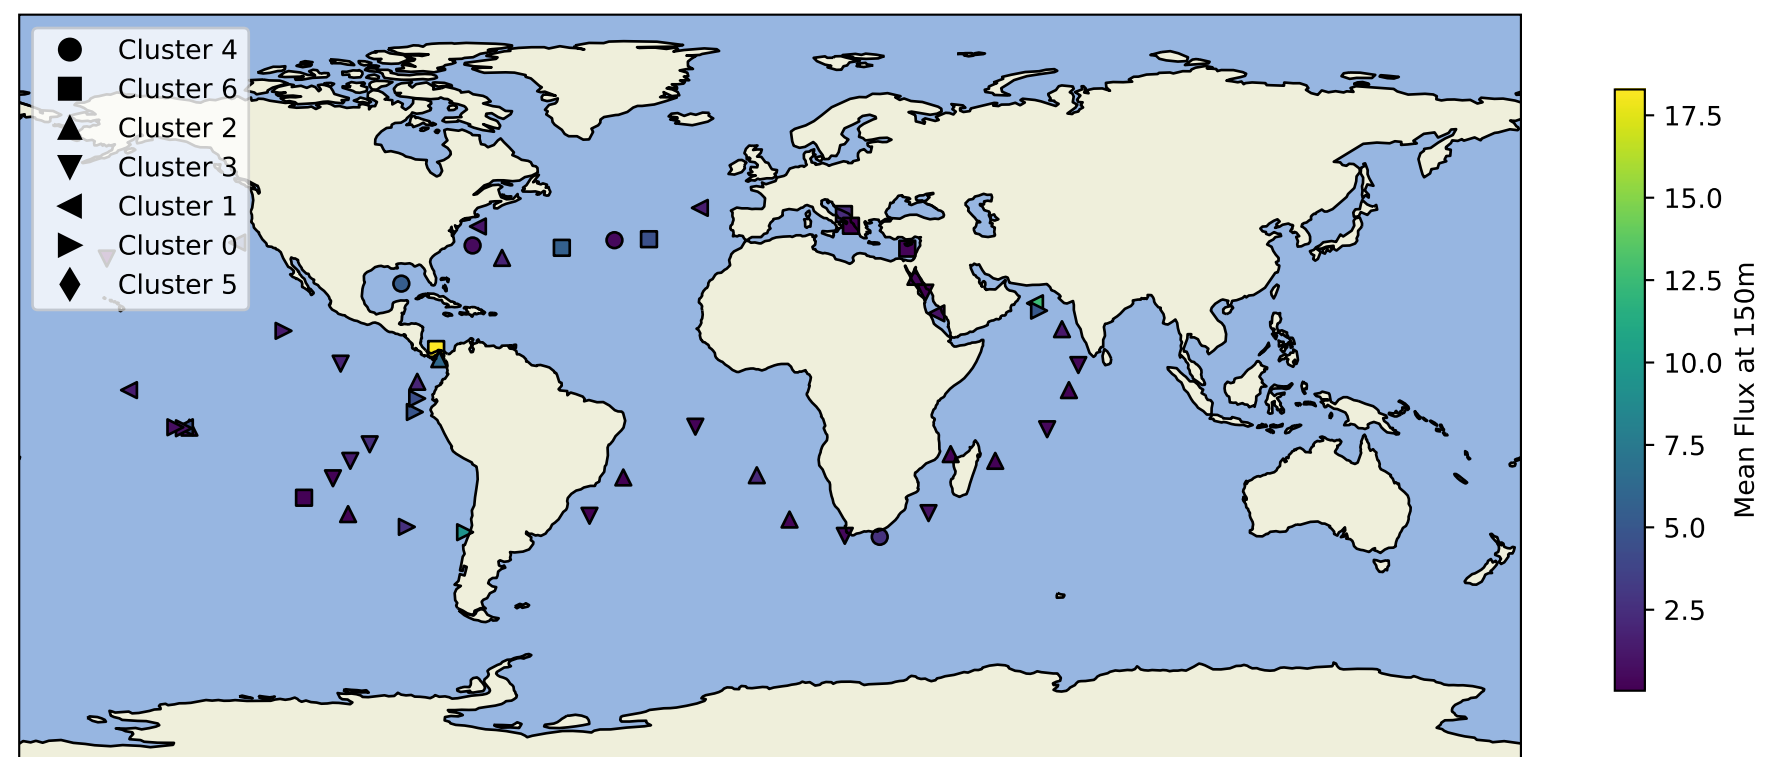 Cluster 4
Cluster 6
Cluster 2
Cluster 3
Cluster 1
Cluster 0
Cluster 5
17.5
15.0
12.5
10.0
7.5
5.0
2.5
Mean Flux at 150m